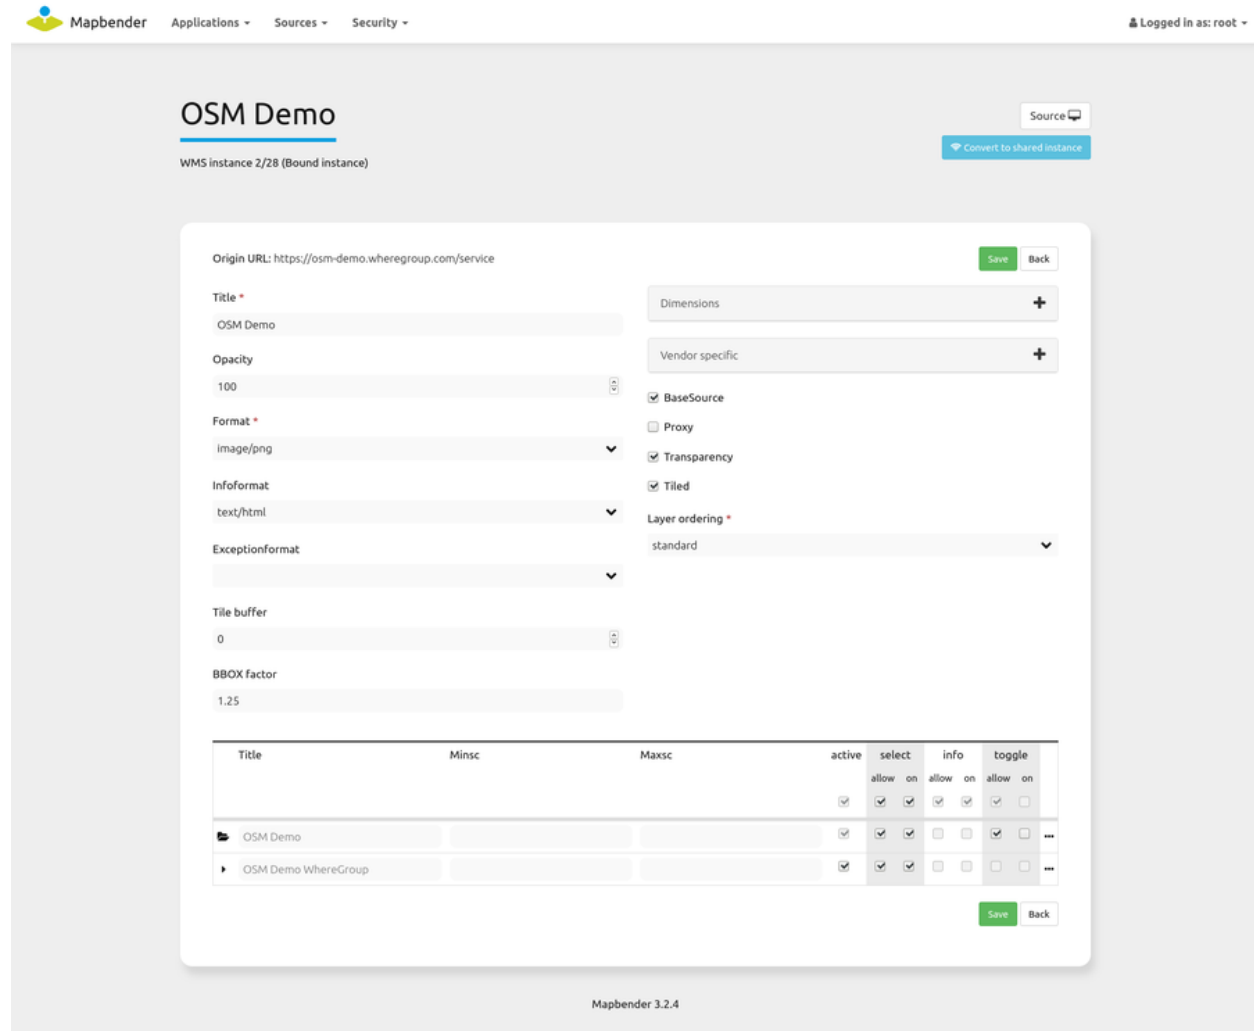 Mapbender Applications Sources Security Logged in as: root
OSM Demo
Source
Convert to shared instance
WMS instance 2/28 (Bound instance)
Origin URL: https://osm-demo.wheregroup.com/service
Save Back
Title *
OSM Demo
Opacity
100
Format *
image/png
Infoformat
text/html
Exceptionformat
Tile buffer
0
BBOX factor
1.25
Dimensions
Vendor specific
BaseSource
Proxy
Transparency
Tiled
Layer ordering *
standard
Title Minsc Maxsc active select info toggle
allow on allow on allow on
OSM Demo
OSM Demo WhereGroup
Save Back
Mapbender 3.2.4